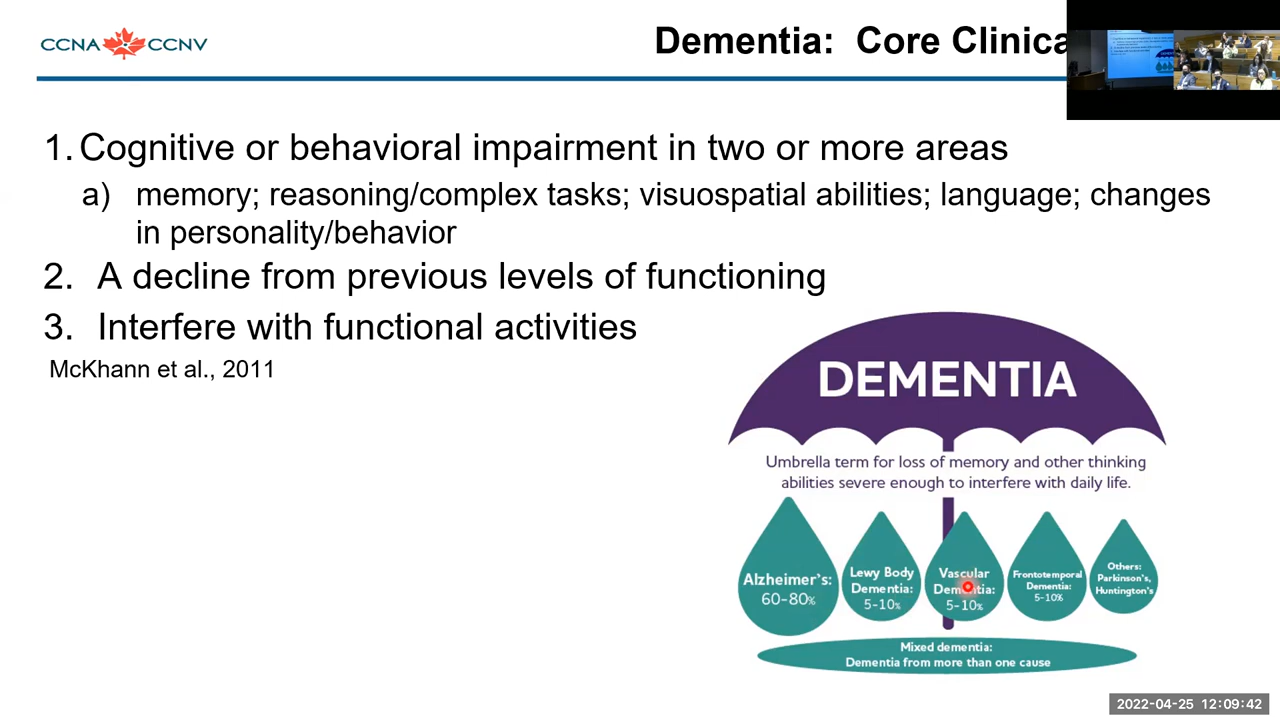 CCNA CCNV
Dementia: Core Clinica
1. Cognitive or behavioral impairment in two or more areas
a) memory; reasoning/complex tasks; visuospatial abilities; language; changes
in personality/behavior
2. A decline from previous levels of functioning
3. Interfere with functional activities
McKhann et al., 2011
DEMENTIA
Umbrella term for loss of memory and other thinking
abilities severe enough to interfere with daily life.
Alzheimer's:
60-80%
Lewy Body
Dementia:
5-10%
Vascular
Dementia:
5-10%
Frontotemporal
Dementia:
5-10%
Others:
Parkinson's,
Huntington's
Mixed dementia:
Dementia from more than one cause
2022-04-25 12:09:42